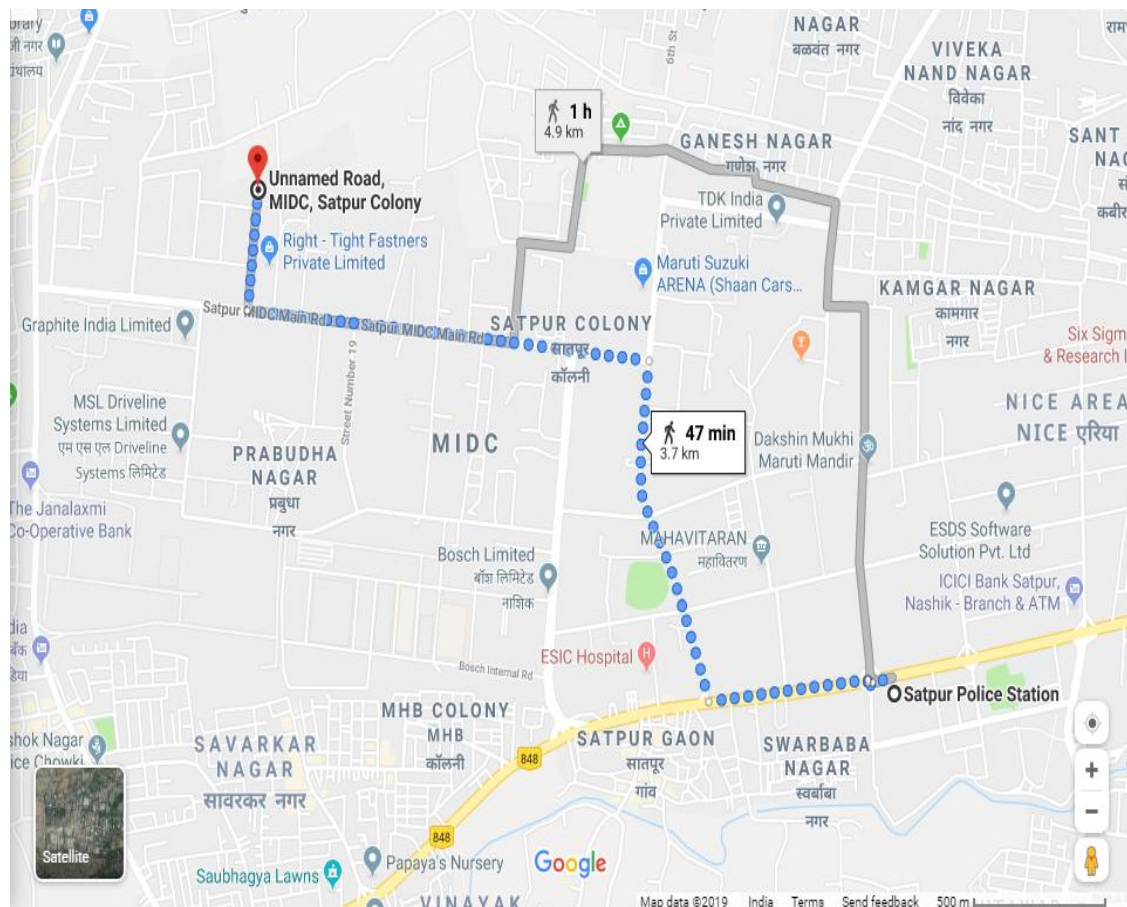 NAGAR
बळवंत नगर
VIVEKA
NAND NAGAR
विवेका
नांद नगर
6th St
1 h
4.9 km
GANESH NAGAR
गणेश नगर
SANT
Unnamed Road,
MIDC, Satpur Colony
TDK India
Private Limited
Right - Tight Fastners
Private Limited
Maruti Suzuki
ARENA (Shaan Cars...
KAMGAR NAGAR
कामगार
नगर
Satpur MIDC Main Rd
Satpur MIDC Main Rd
Graphite India Limited
SATPUR COLONY
सातपूर
कॉलनी
Six Sigm
& Research
Street Number 19
MSL Driveline
Systems Limited
एम एस एल Driveline
Systems लिमिटेड
NICE AREA
NICE एरिया
47 min
3.7 km
MIDC
Dakshin Mukhi
Maruti Mandir
PRABUDHA
NAGAR
प्रबुधा
नगर
The Janalaxmi
Co-Operative Bank
ESDS Software
Solution Pvt. Ltd
MAHAVITARAN
महावितरण
Bosch Limited
बॉश लिमिटेड
नाशिक
ICICI Bank Satpur,
Nashik - Branch & ATM
ESIC Hospital
Bosch Internal Rd
Satpur Police Station
MHB COLONY
MHB
कॉलनी
SATPUR GAON
सातपूर
गांव
SWARBABA
NAGAR
स्वर्बाबा
नगर
SAVARKAR
NAGAR
सावरकर नगर
848
848
Satellite
Papaya's Nursery
Saubhagya Lawns
Google
VINAYAK
Map data ©2019 India Terms Send feedback 500 m